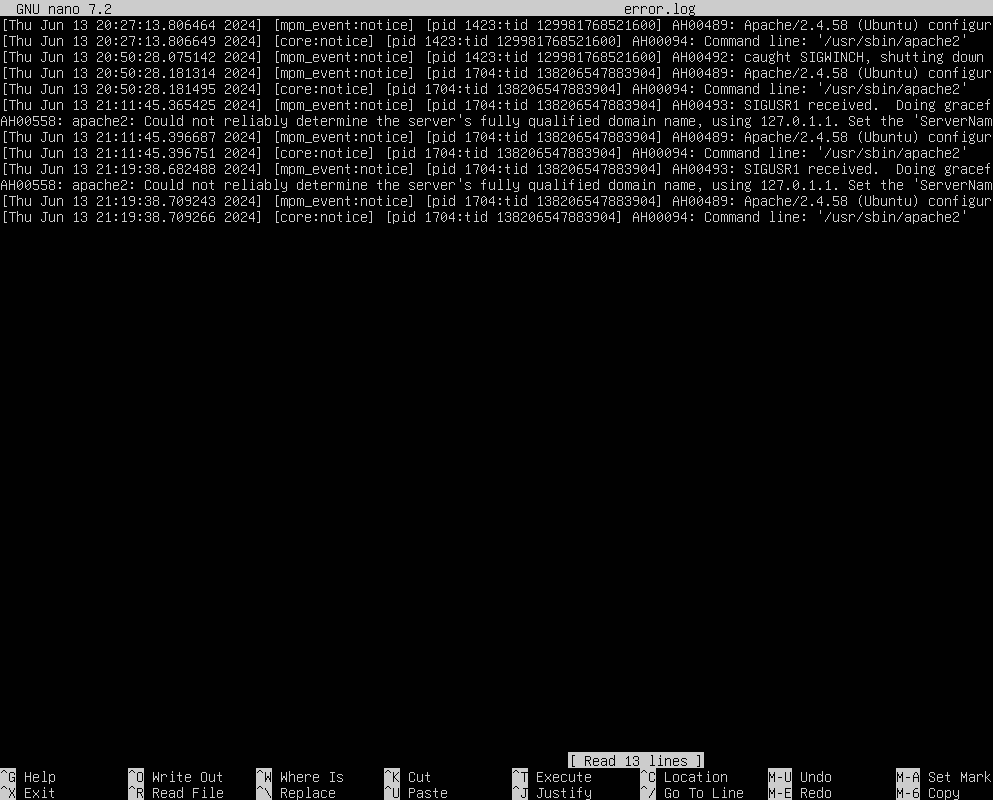 GNU nano 7.2 error.log
[Thu Jun 13 20:27:13.806464 2024] [mpm_event:notice] [pid 1423:tid 129981768521600] AH00489: Apache/2.4.58 (Ubuntu) configur
[Thu Jun 13 20:27:13.806649 2024] [core:notice] [pid 1423:tid 129981768521600] AH00094: Command line: '/usr/sbin/apache2'
[Thu Jun 13 20:50:28.075142 2024] [mpm_event:notice] [pid 1423:tid 129981768521600] AH00492: caught SIGWINCH, shutting down
[Thu Jun 13 20:50:28.181314 2024] [mpm_event:notice] [pid 1704:tid 138206547883904] AH00489: Apache/2.4.58 (Ubuntu) configur
[Thu Jun 13 20:50:28.181495 2024] [core:notice] [pid 1704:tid 138206547883904] AH00094: Command line: '/usr/sbin/apache2'
[Thu Jun 13 21:11:45.365425 2024] [mpm_event:notice] [pid 1704:tid 138206547883904] AH00493: SIGUSR1 received.  Doing gracef
AH00558: apache2: Could not reliably determine the server's fully qualified domain name, using 127.0.1.1. Set the 'ServerNam
[Thu Jun 13 21:11:45.396687 2024] [mpm_event:notice] [pid 1704:tid 138206547883904] AH00489: Apache/2.4.58 (Ubuntu) configur
[Thu Jun 13 21:11:45.396751 2024] [core:notice] [pid 1704:tid 138206547883904] AH00094: Command line: '/usr/sbin/apache2'
[Thu Jun 13 21:19:38.682488 2024] [mpm_event:notice] [pid 1704:tid 138206547883904] AH00493: SIGUSR1 received.  Doing gracef
AH00558: apache2: Could not reliably determine the server's fully qualified domain name, using 127.0.1.1. Set the 'ServerNam
[Thu Jun 13 21:19:38.709243 2024] [mpm_event:notice] [pid 1704:tid 138206547883904] AH00489: Apache/2.4.58 (Ubuntu) configur
[Thu Jun 13 21:19:38.709266 2024] [core:notice] [pid 1704:tid 138206547883904] AH00094: Command line: '/usr/sbin/apache2'
[ Read 13 lines ]
^G Help ^O Write Out ^W Where Is ^K Cut ^T Execute ^C Location M-U Undo M-A Set Mark
^X Exit ^R Read File ^\ Replace ^U Paste ^J Justify ^/ Go To Line M-E Redo M-6 Copy